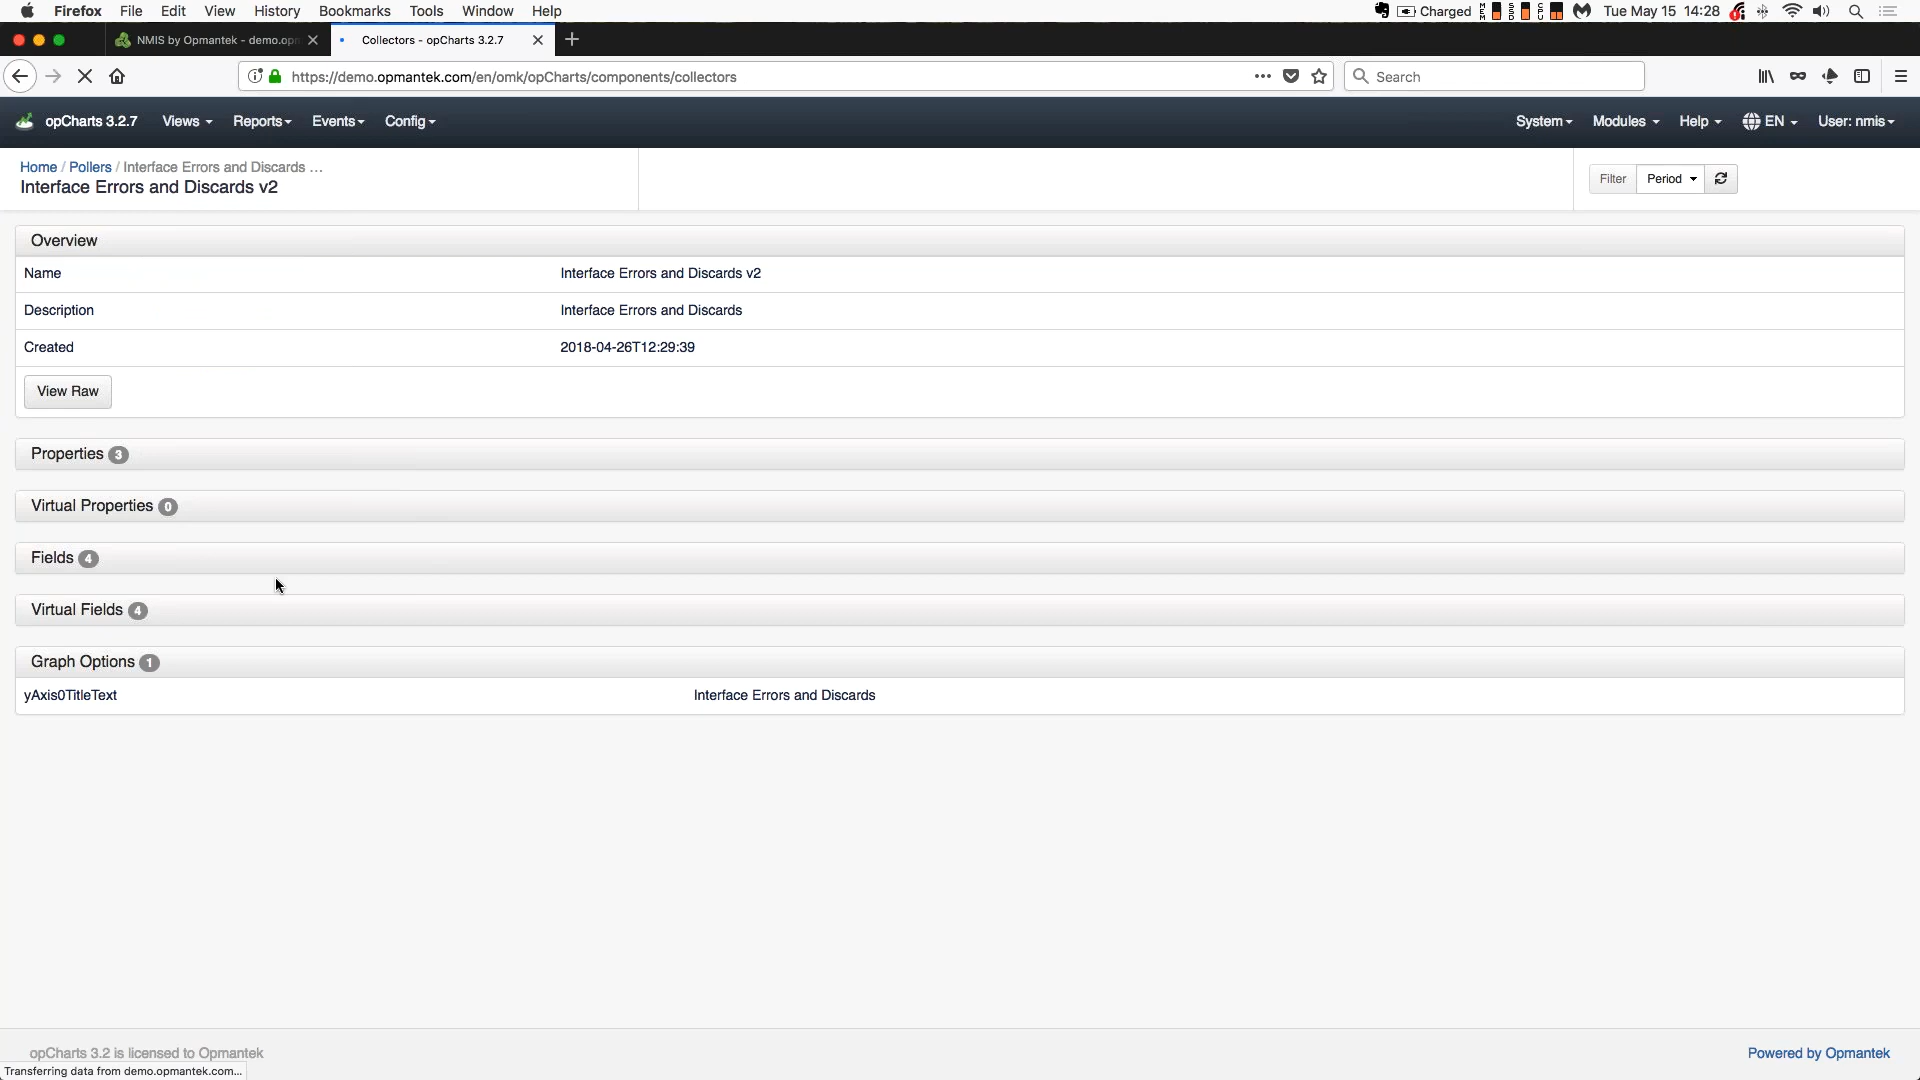 Firefox File Edit View History Bookmarks Tools Window Help Charged Tue May 15 14:28
NMIS by Opmantek - demo.opm Collectors - opCharts 3.2.7
https://demo.opmantek.com/en/omk/opCharts/components/collectors Search
opCharts 3.2.7 Views Reports Events Config System Modules Help EN User: nmis
Home / Pollers / Interface Errors and Discards ...
Interface Errors and Discards v2
Filter Period
Overview
Name Interface Errors and Discards v2
Description Interface Errors and Discards
Created 2018-04-26T12:29:39
View Raw
Properties 3
Virtual Properties 0
Fields 4
Virtual Fields 4
Graph Options 1
yAxis0TitleText Interface Errors and Discards
opCharts 3.2 is licensed to Opmantek Powered by Opmantek
Transferring data from demo.opmantek.com...